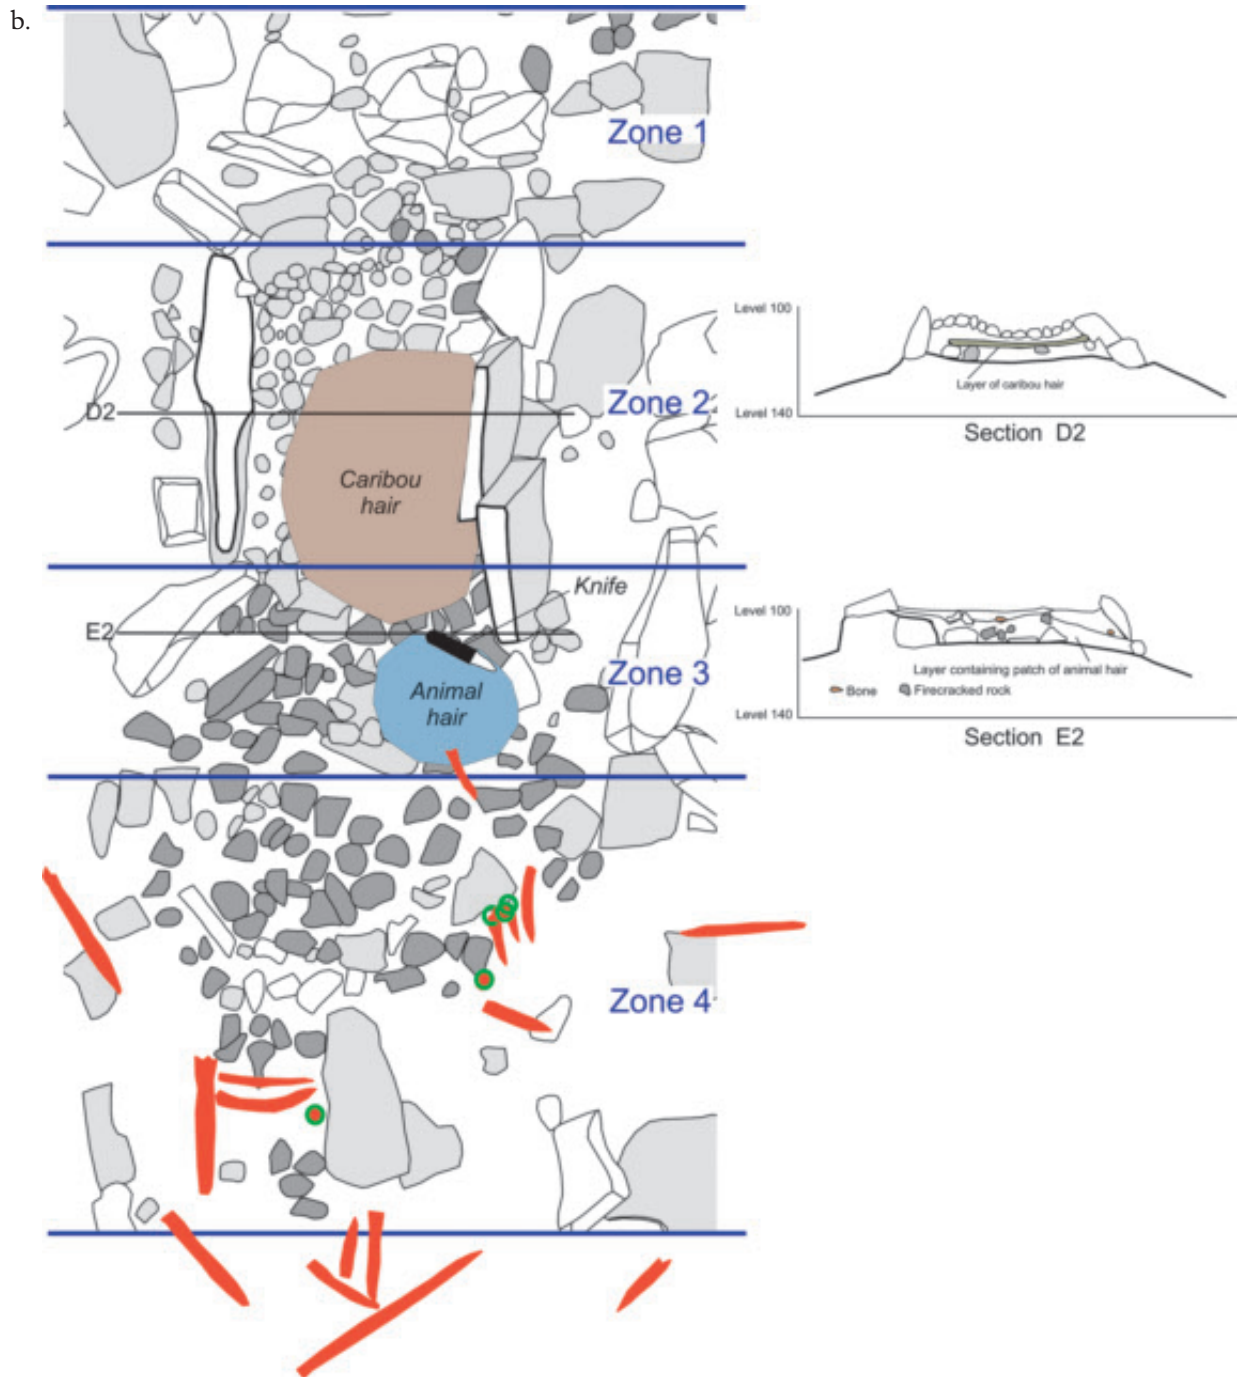 b.
Zone 1
D2
Zone 2
Caribou
hair
Level 100
Layer of caribou hair
Level 140
Section D2
Knife
E2
Zone 3
Animal
hair
Level 100
Layer containing patch of animal hair
Bone
Firecracked rock
Level 140
Section E2
Zone 4